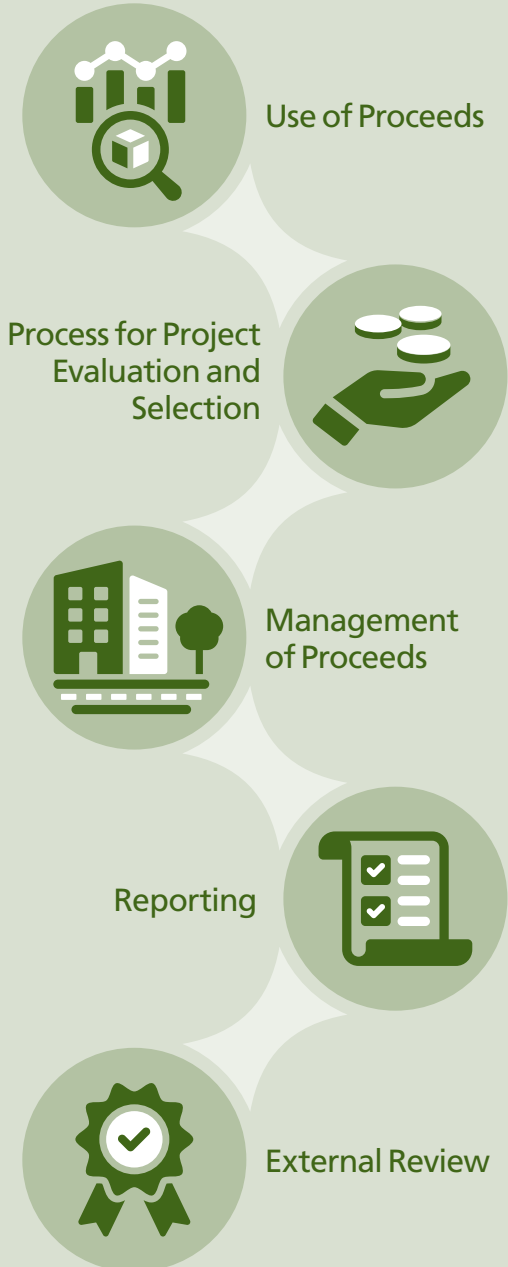 Use of Proceeds
Process for Project
Evaluation and
Selection
Management
of Proceeds
Reporting
External Review